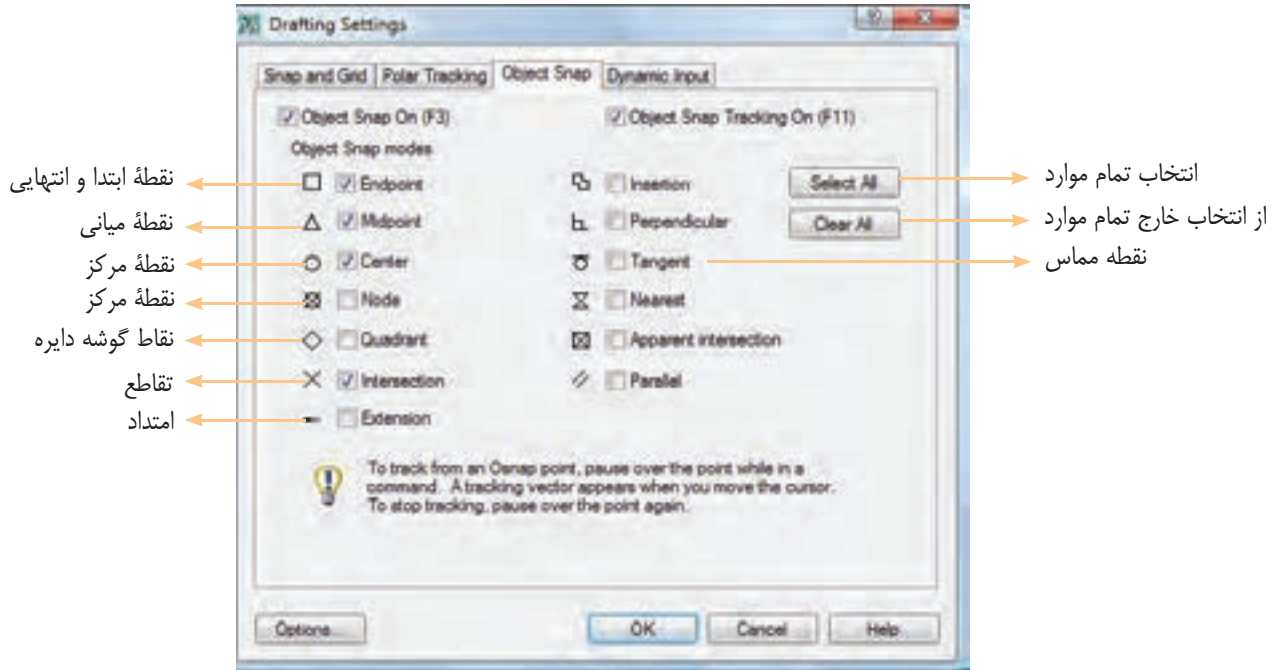 Drafting Settings
Snap and Grid Polar Tracking Object Snap Dynamic Input
Object Snap On (F3)
Object Snap Tracking On (F11)
Object Snap modes
Endpoint
Midpoint
Center
Node
Quadrant
Intersection
Extension
Insertion
Perpendicular
Tangent
Nearest
Apparent intersection
Parallel
Select All
Clear All
To track from an Osnap point, pause over the point while in a
command. A tracking vector appears when you move the cursor.
To stop tracking, pause over the point again.
Options...
OK
Cancel
Help
نقطهٔ ابتدا و انتهایی
نقطهٔ میانی
نقطهٔ مرکز
نقطهٔ مرکز
نقاط گوشه دایره
تقاطع
امتداد
انتخاب تمام موارد
از انتخاب خارج تمام موارد
نقطه مماس